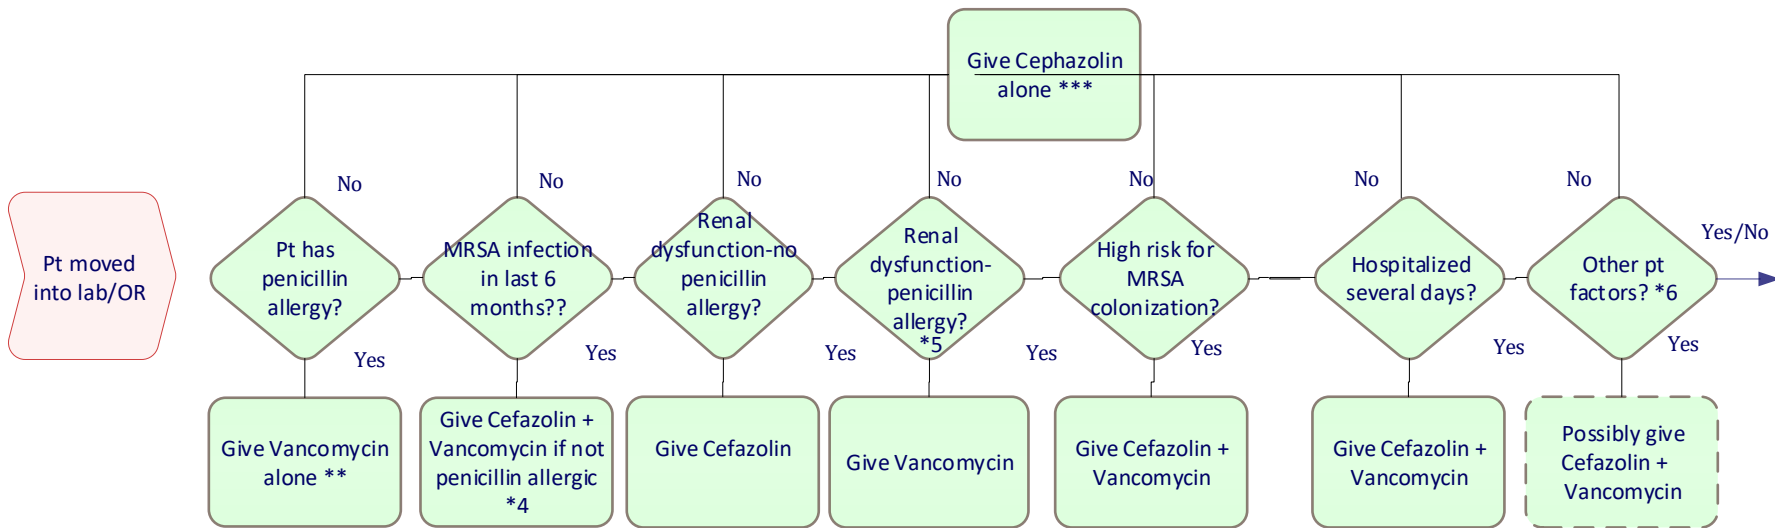 Give Cephazolin
alone ***
No
No
No
No
No
No
No
Pt moved
into lab/OR
Pt has
penicillin
allergy?
MRSA infection
in last 6
months??
Renal
dysfunction-no
penicillin
allergy?
Renal
dysfunction-
penicillin
allergy?
*5
High risk for
MRSA
colonization?
Hospitalized
several days?
Other pt
factors? *6
Yes/No
Yes
Yes
Yes
Yes
Yes
Yes
Yes
Give Vancomycin
alone **
Give Cefazolin +
Vancomycin if not
penicillin allergic
*4
Give Cefazolin
Give Vancomycin
Give Cefazolin +
Vancomycin
Give Cefazolin +
Vancomycin
Possibly give
Cefazolin +
Vancomycin